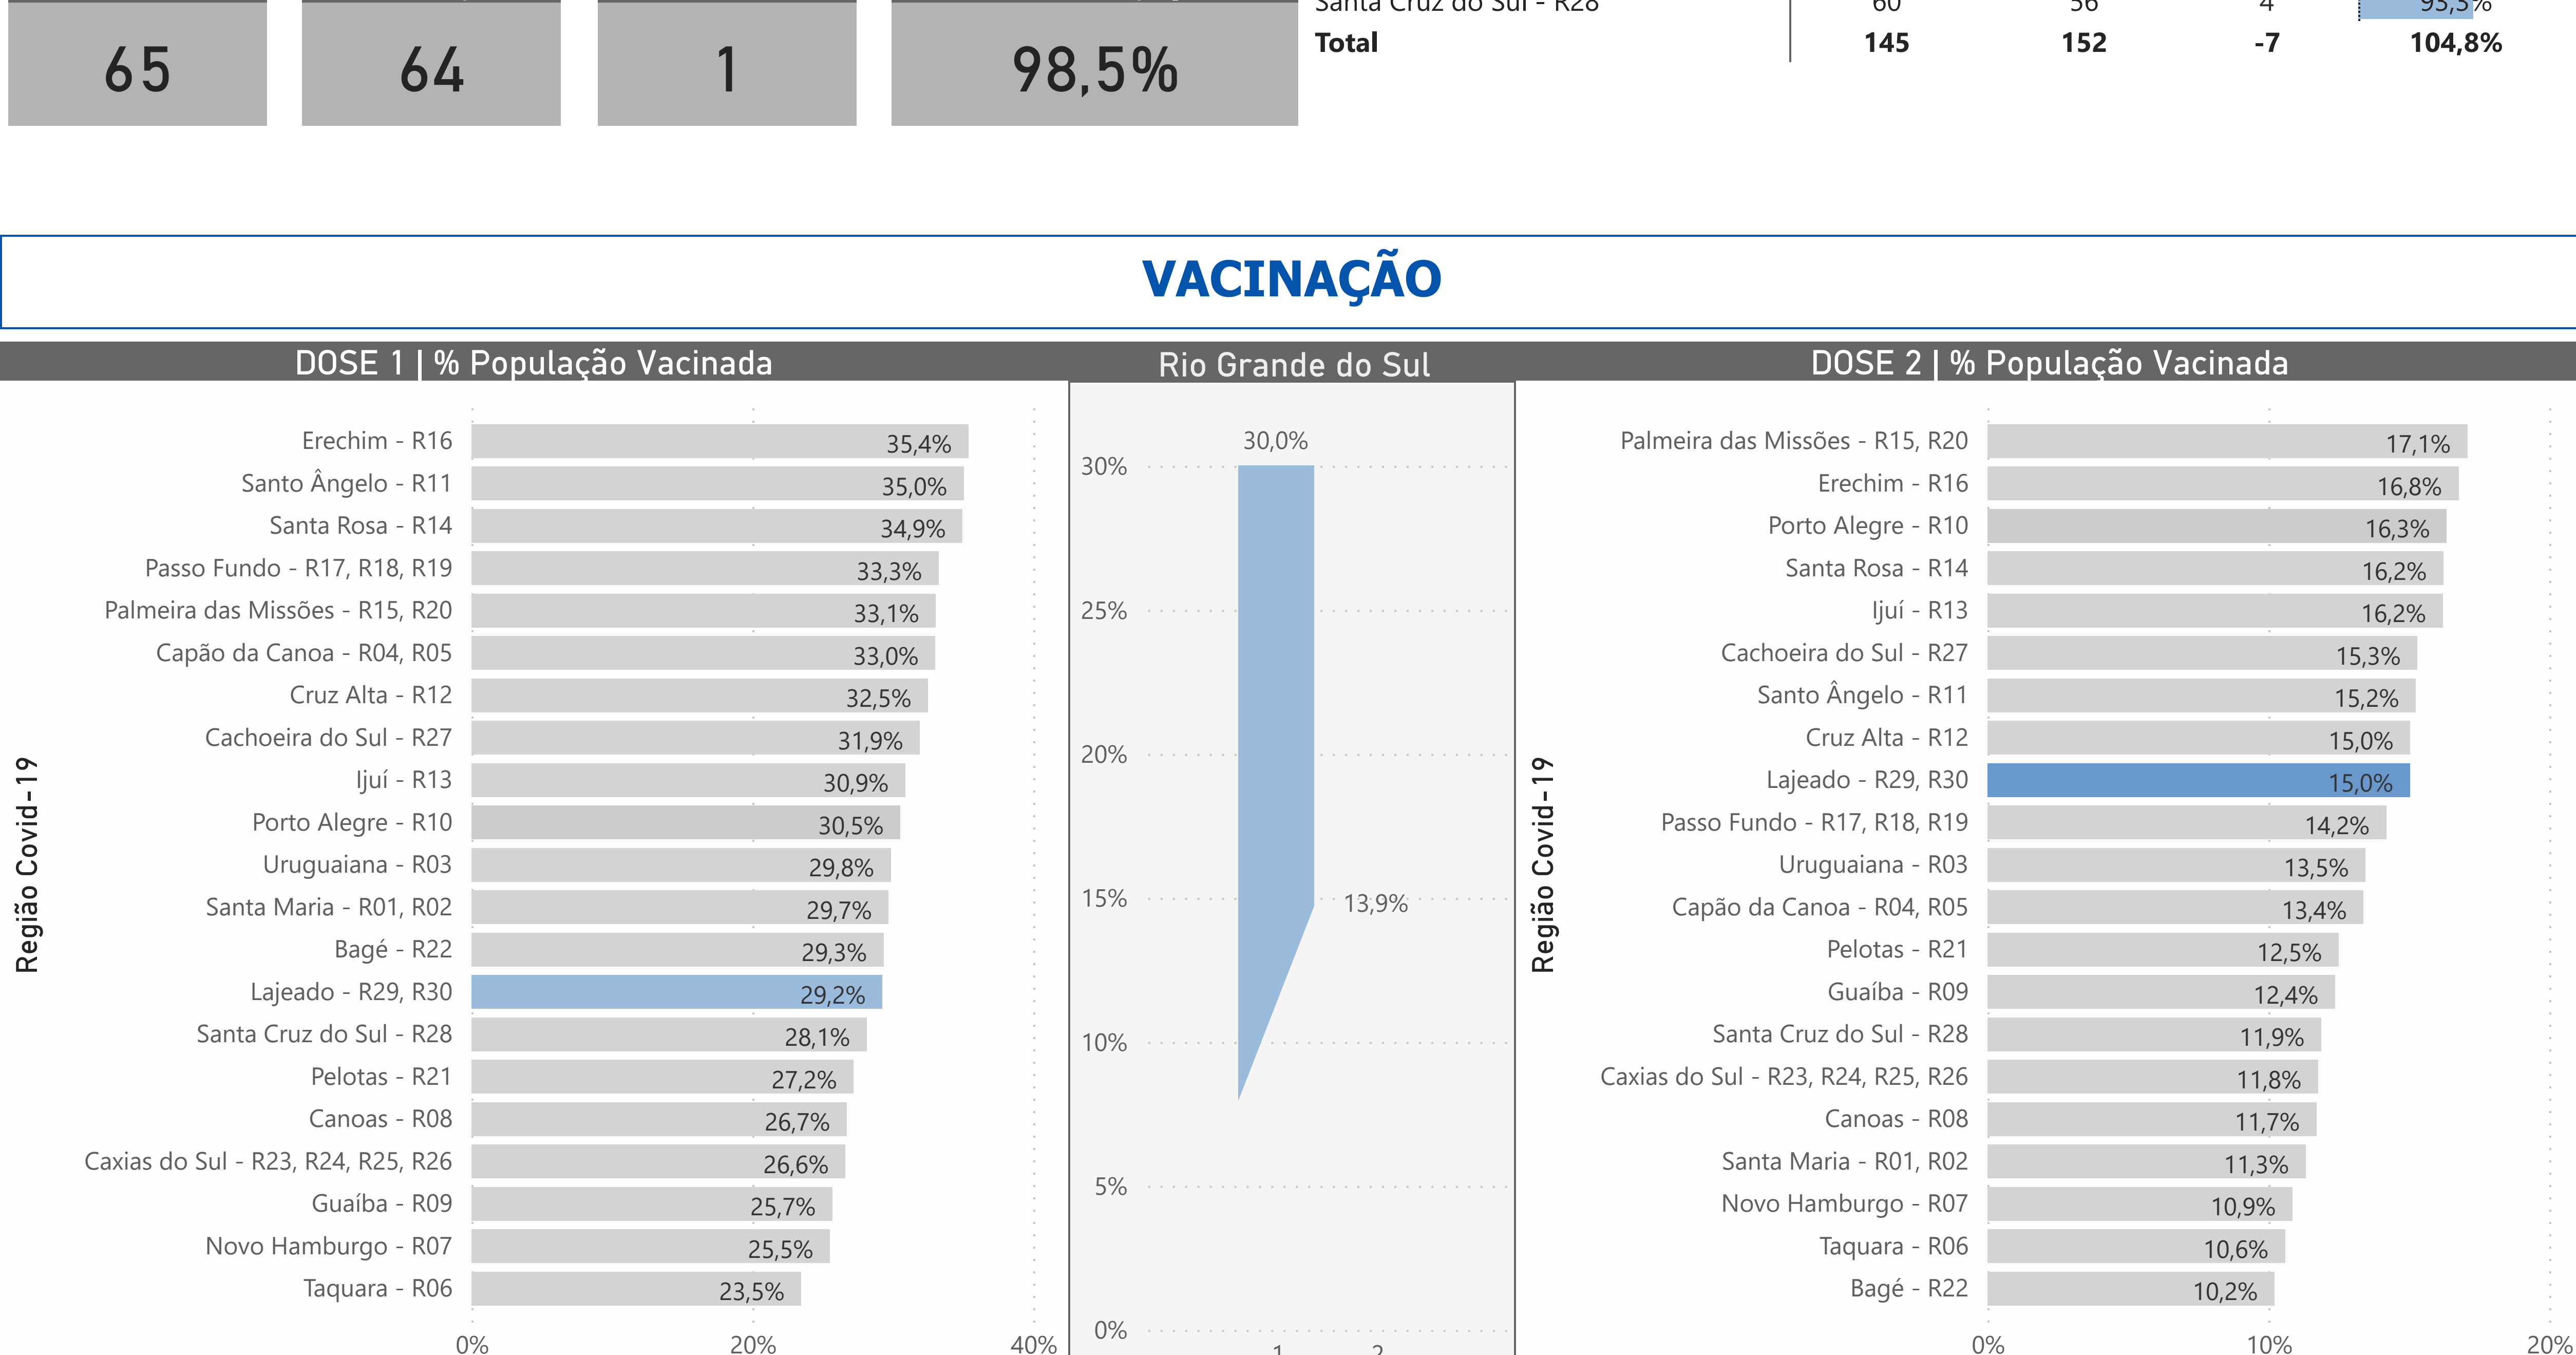 Santa Cruz do Sul - R28 60 56 4 93,3%
Total 145 152 -7 104,8%
65 64 1 98,5%
VACINAÇÃO
DOSE 1 | % População Vacinada
Região Covid-19
Erechim - R16 35,4%
Santo Ângelo - R11 35,0%
Santa Rosa - R14 34,9%
Passo Fundo - R17, R18, R19 33,3%
Palmeira das Missões - R15, R20 33,1%
Capão da Canoa - R04, R05 33,0%
Cruz Alta - R12 32,5%
Cachoeira do Sul - R27 31,9%
Ijuí - R13 30,9%
Porto Alegre - R10 30,5%
Uruguaiana - R03 29,8%
Santa Maria - R01, R02 29,7%
Bagé - R22 29,3%
Lajeado - R29, R30 29,2%
Santa Cruz do Sul - R28 28,1%
Pelotas - R21 27,2%
Canoas - R08 26,7%
Caxias do Sul - R23, R24, R25, R26 26,6%
Guaíba - R09 25,7%
Novo Hamburgo - R07 25,5%
Taquara - R06 23,5%
0% 20% 40%
Rio Grande do Sul
30,0%
30%
25%
20%
15% 13,9%
10%
5%
0%
1 2
DOSE 2 | % População Vacinada
Região Covid-19
Palmeira das Missões - R15, R20 17,1%
Erechim - R16 16,8%
Porto Alegre - R10 16,3%
Santa Rosa - R14 16,2%
Ijuí - R13 16,2%
Cachoeira do Sul - R27 15,3%
Santo Ângelo - R11 15,2%
Cruz Alta - R12 15,0%
Lajeado - R29, R30 15,0%
Passo Fundo - R17, R18, R19 14,2%
Uruguaiana - R03 13,5%
Capão da Canoa - R04, R05 13,4%
Pelotas - R21 12,5%
Guaíba - R09 12,4%
Santa Cruz do Sul - R28 11,9%
Caxias do Sul - R23, R24, R25, R26 11,8%
Canoas - R08 11,7%
Santa Maria - R01, R02 11,3%
Novo Hamburgo - R07 10,9%
Taquara - R06 10,6%
Bagé - R22 10,2%
0% 10% 20%